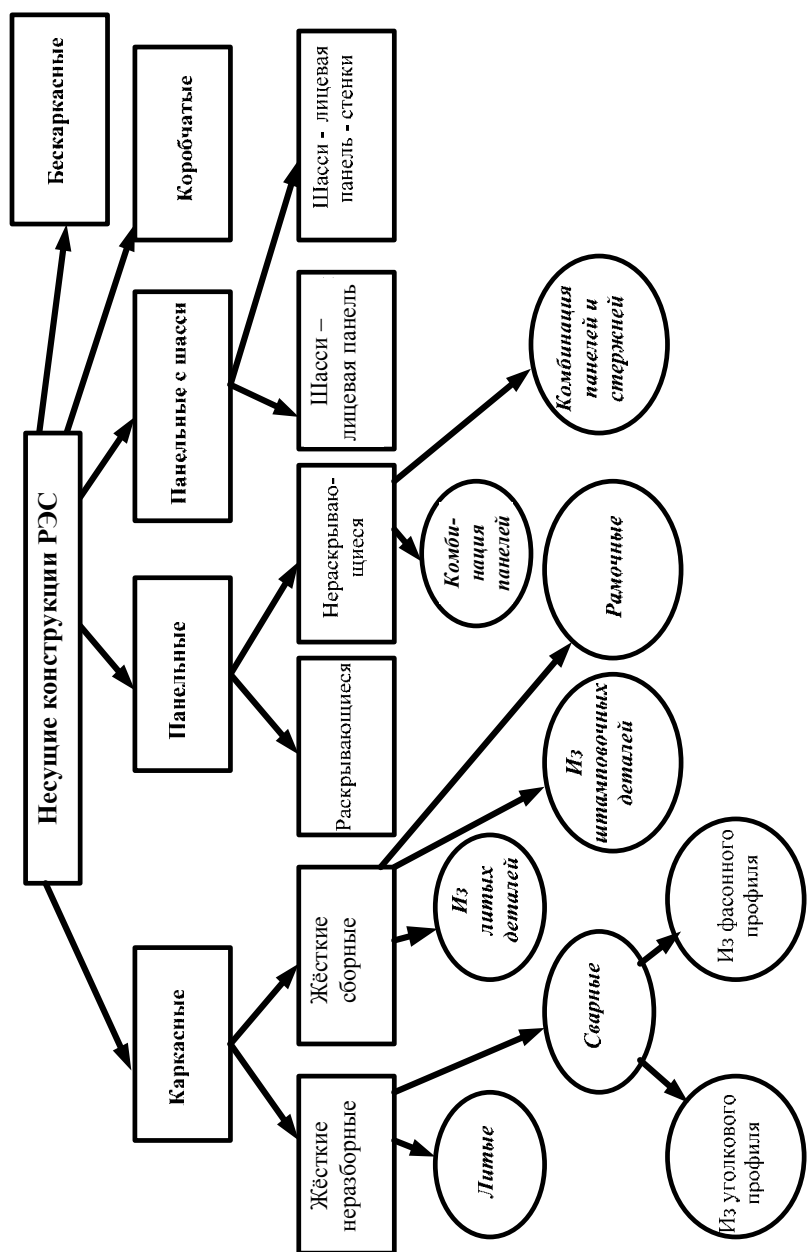 Несущие конструкции РЭС
Каркасные
Панельные
Панельные с шасси
Коробчатые
Бескаркасные
Жёсткие
неразборные
Жёсткие
сборные
Раскрывающиеся
Нераскрываю-
щиеся
Шасси –
лицевая панель
Шасси - лицевая
панель - стенки
Литые
Из
литых
деталей
Комби-
нация
панелей
Сварные
Из
штамповочных
деталей
Рамочные
Комбинация
панелей и
стержней
Из уголкового
профиля
Из фасонного
профиля